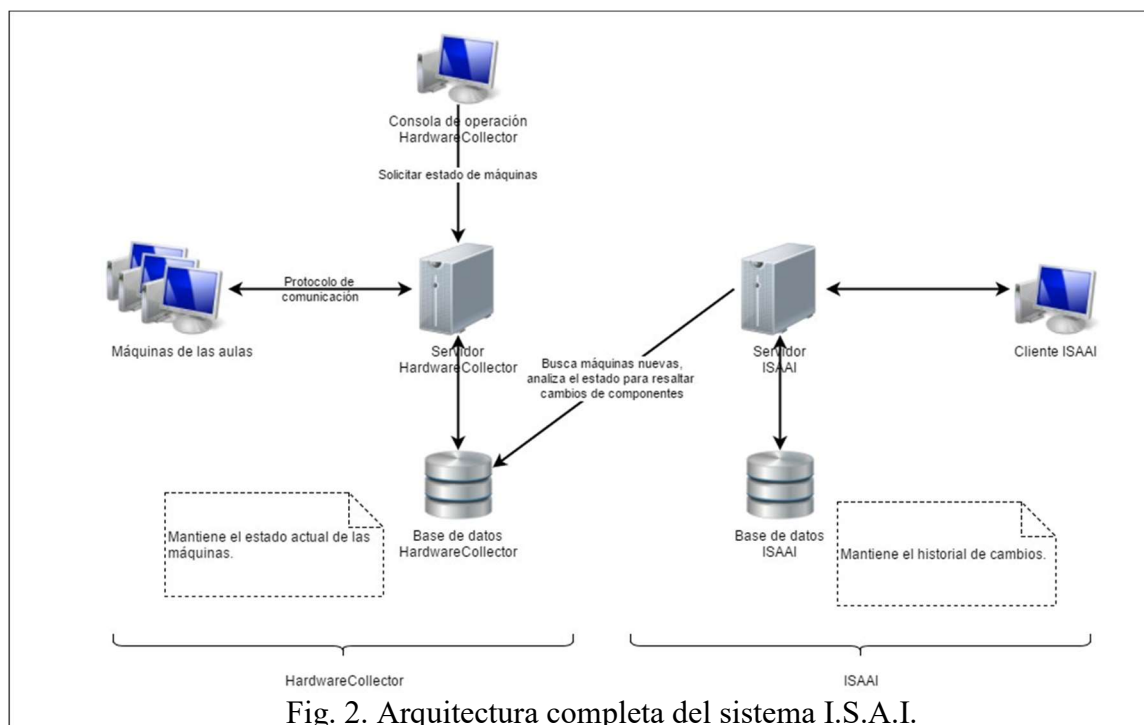 Consola de operación
HardwareCollector
Solicitar estado de máquinas
Protocolo de
comunicación
Máquinas de las aulas
Servidor
HardwareCollector
Servidor
ISAAI
Cliente ISAAI
Busca máquinas nuevas,
analiza el estado para resaltar
cambios de componentes
Mantiene el estado actual de las
máquinas.
Base de datos
HardwareCollector
Base de datos
ISAAI
Mantiene el historial de cambios.
HardwareCollector
ISAAI
Fig. 2. Arquitectura completa del sistema I.S.A.I.